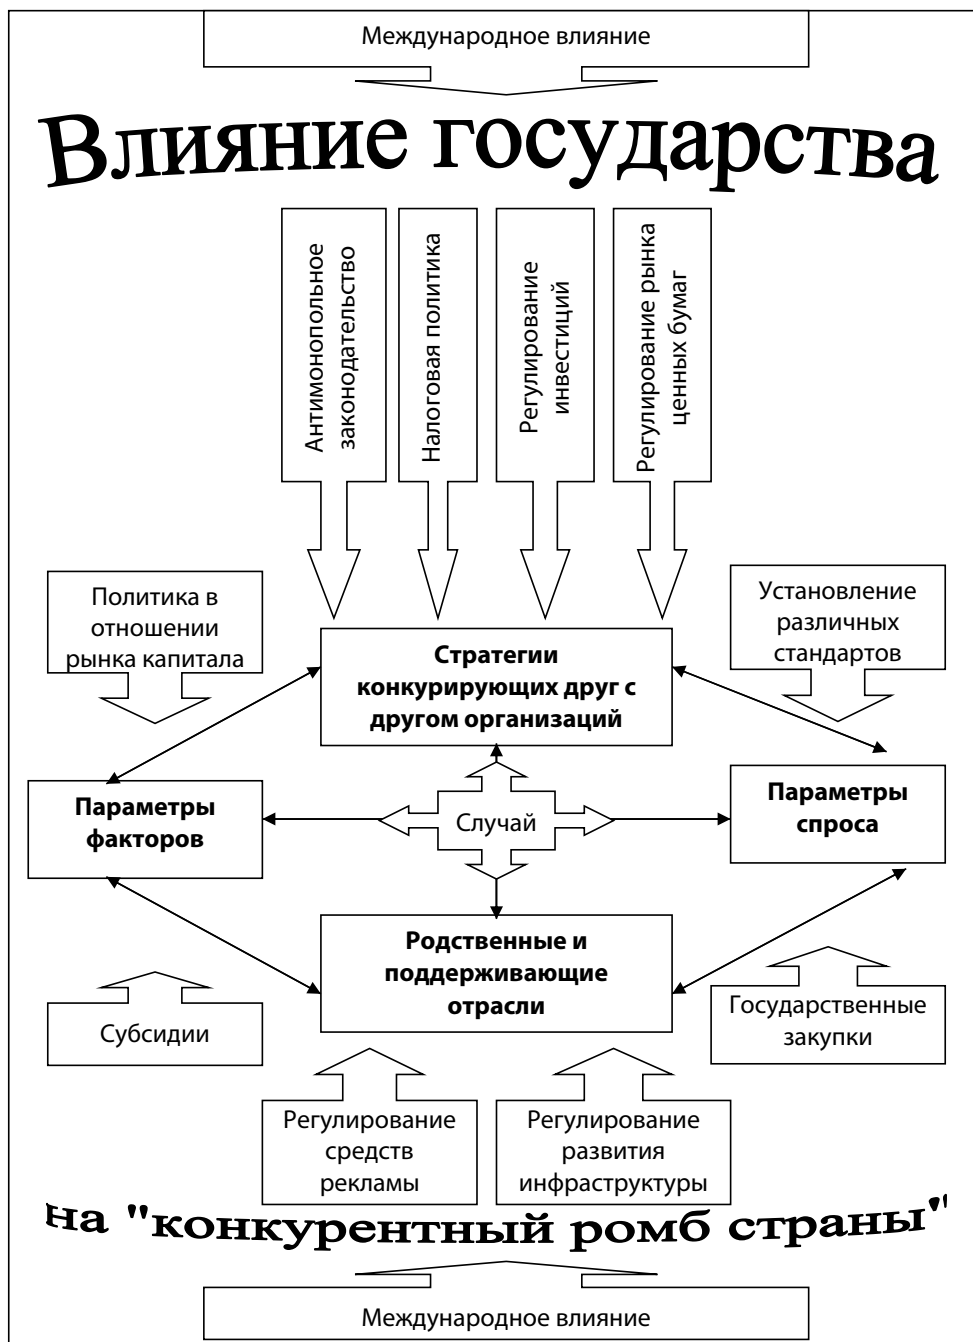 Международное влияние
Влияние государства
Антимонопольное
законодательство
Налоговая политика
Регулирование
инвестиций
Регулирование рынка
ценных бумаг
Политика в
отношении
рынка капитала
Установление
различных
стандартов
Стратегии
конкурирующих друг с
другом организаций
Параметры
факторов
Случай
Параметры
спроса
Родственные и
поддерживающие
отрасли
Субсидии
Государственные
закупки
Регулирование
средств
рекламы
Регулирование
развития
инфраструктуры
на "конкурентный ромб страны"
Международное влияние